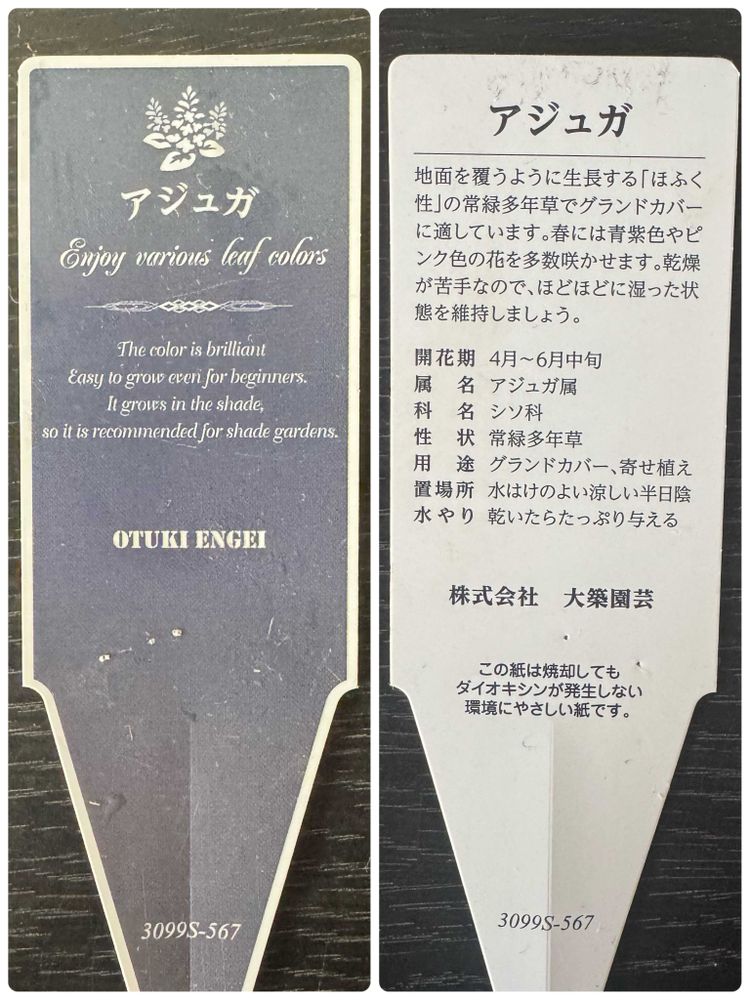 アジュガ
Enjoy various leaf colors
The color is brilliant
Easy to grow even for beginners.
It grows in the shade,
so it is recommended for shade gardens.
OTUKI ENGEI
3099S-567
アジュガ
地面を覆うように生長する「ほふく
性」の常緑多年草でグランドカバー
に適しています。春には青紫色やピ
ンク色の花を多数咲かせます。乾燥
が苦手なので、ほどほどに湿った状
態を維持しましょう。
開花期 4月～6月中旬
属名 アジュガ属
科名 シソ科
性状 常緑多年草
用途 グランドカバー、寄せ植え
置場所 水はけのよい涼しい半日陰
水やり 乾いたらたっぷり与える
株式会社 大築園芸
この紙は焼却しても
ダイオキシンが発生しない
環境にやさしい紙です。
3099S-567